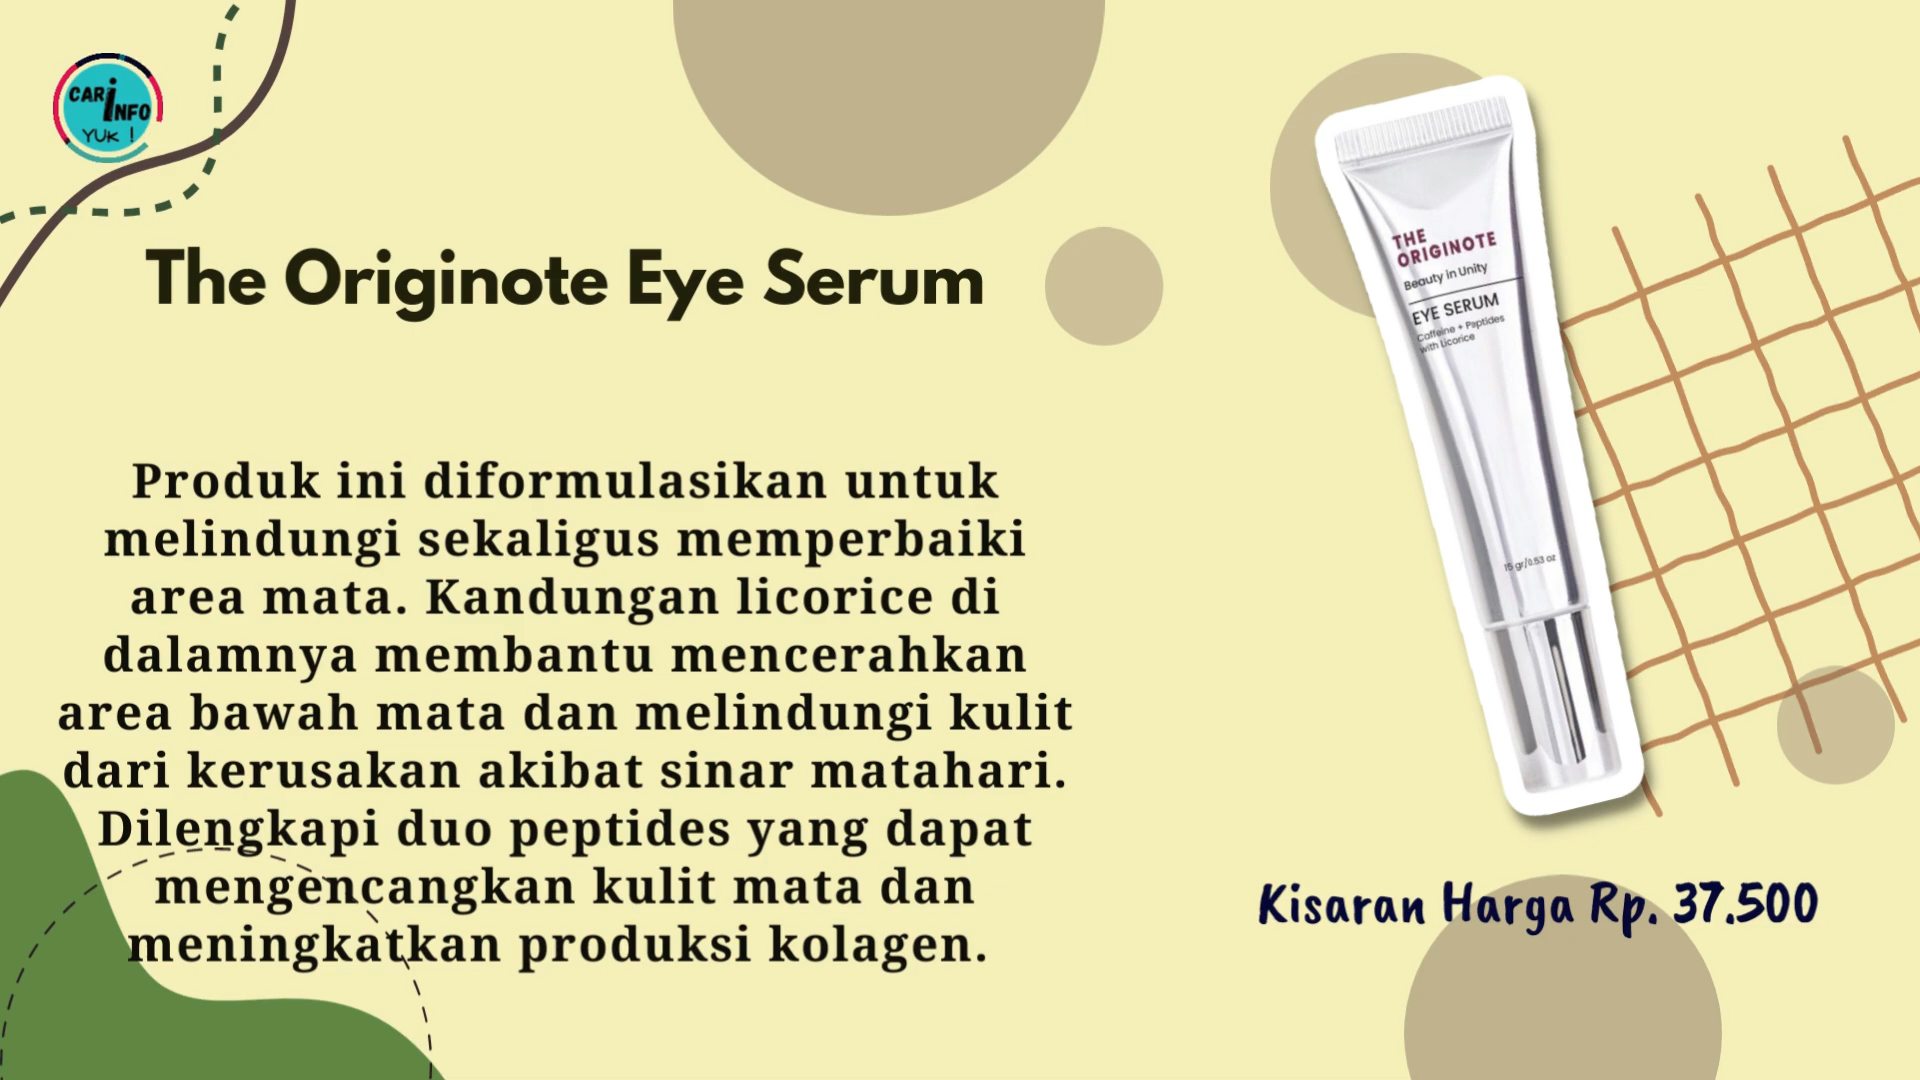 CARI INFO
YUK !
The Originote Eye Serum
Produk ini diformulasikan untuk
melindungi sekaligus memperbaiki
area mata. Kandungan licorice di
dalamnya membantu mencerahkan
area bawah mata dan melindungi kulit
dari kerusakan akibat sinar matahari.
Dilengkapi duo peptides yang dapat
mengencangkan kulit mata dan
meningkatkan produksi kolagen.
THE
ORIGINOTE
Beauty in Unity
EYE SERUM
Caffeine + Peptides
with Licorice
15 gr/0.53 oz
Kisaran Harga Rp. 37.500